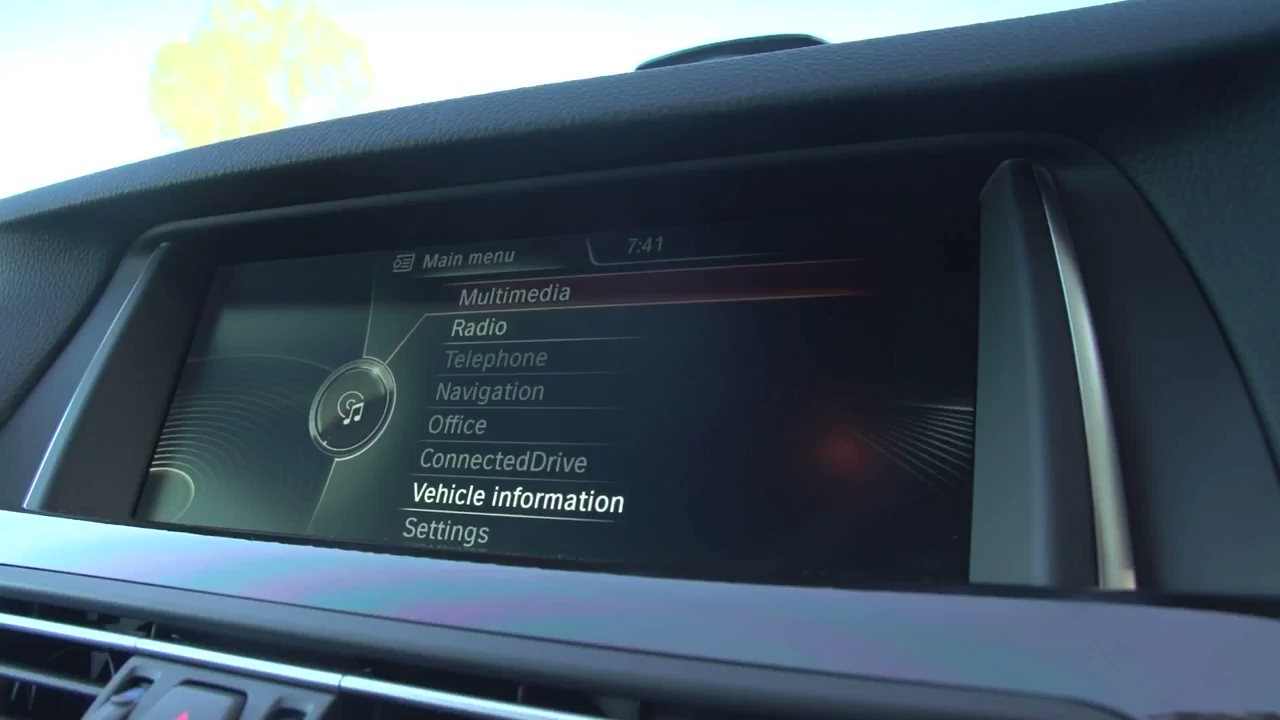 Main menu
7:41
Multimedia
Radio
Telephone
Navigation
Office
ConnectedDrive
Vehicle information
Settings